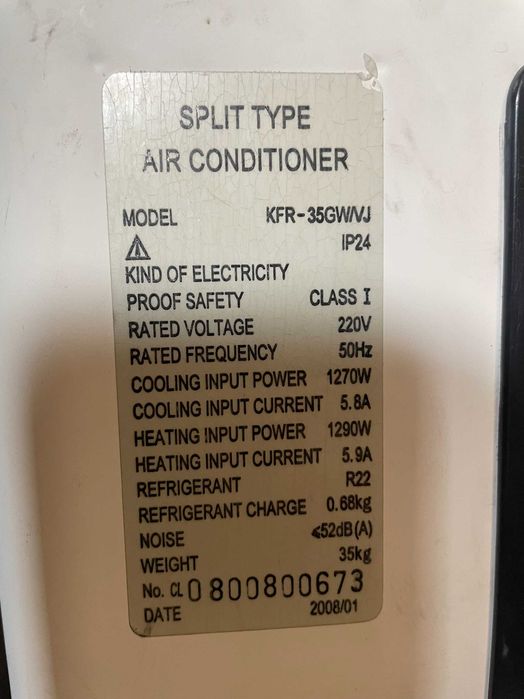 SPLIT TYPE
AIR CONDITIONER
MODEL KFR-35GW/VJ
IP24
KIND OF ELECTRICITY
PROOF SAFETY CLASS I
RATED VOLTAGE 220V
RATED FREQUENCY 50Hz
COOLING INPUT POWER 1270W
COOLING INPUT CURRENT 5.8A
HEATING INPUT POWER 1290W
HEATING INPUT CURRENT 5.9A
REFRIGERANT R22
REFRIGERANT CHARGE 0.68kg
NOISE ≤52dB(A)
WEIGHT 35kg
No. CL 0800800673
DATE 2008/01